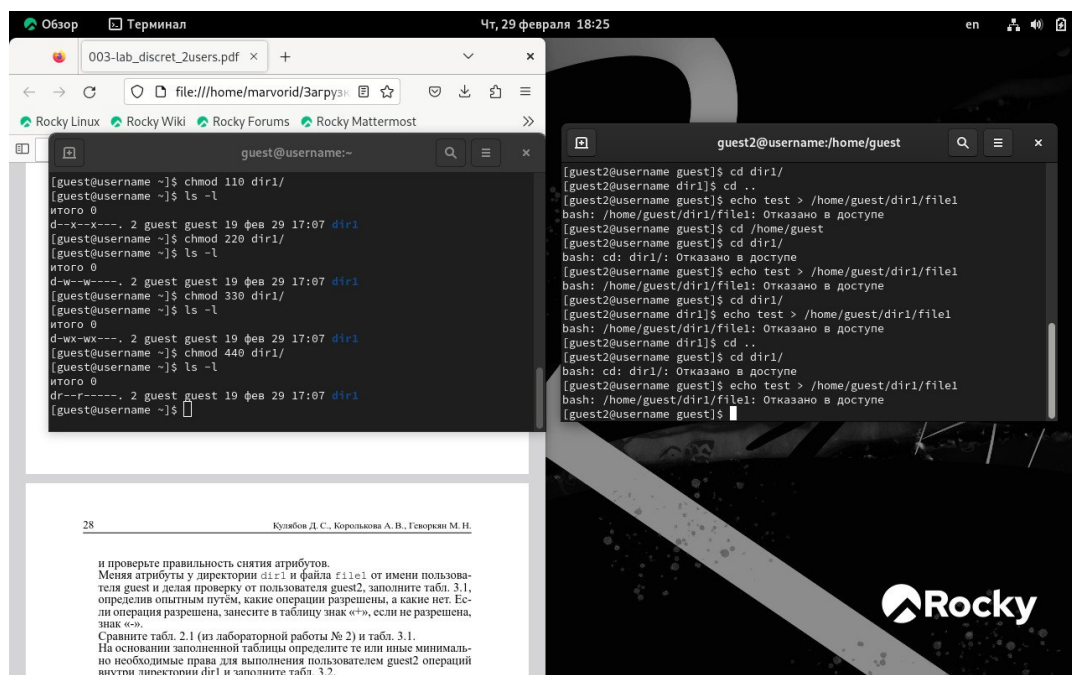 Обзор Терминал Чт, 29 февраля 18:25 en
003-lab_discret_2users.pdf × +
file:///home/marvorid/Загрузк
Rocky Linux Rocky Wiki Rocky Forums Rocky Mattermost
guest@username:~
[guest@username ~]$ chmod 110 dir1/
[guest@username ~]$ ls -l
итого 0
d--x--x---. 2 guest guest 19 фев 29 17:07 dir1
[guest@username ~]$ chmod 220 dir1/
[guest@username ~]$ ls -l
итого 0
d-w--w----. 2 guest guest 19 фев 29 17:07 dir1
[guest@username ~]$ chmod 330 dir1/
[guest@username ~]$ ls -l
итого 0
d-wx-wx---. 2 guest guest 19 фев 29 17:07 dir1
[guest@username ~]$ chmod 440 dir1/
[guest@username ~]$ ls -l
итого 0
dr--r-----. 2 guest guest 19 фев 29 17:07 dir1
[guest@username ~]$
guest2@username:/home/guest
[guest2@username guest]$ cd dir1/
[guest2@username dir1]$ cd ..
[guest2@username guest]$ echo test > /home/guest/dir1/file1
bash: /home/guest/dir1/file1: Отказано в доступе
[guest2@username guest]$ cd /home/guest
[guest2@username guest]$ cd dir1/
bash: cd: dir1/: Отказано в доступе
[guest2@username guest]$ echo test > /home/guest/dir1/file1
bash: /home/guest/dir1/file1: Отказано в доступе
[guest2@username guest]$ cd dir1/
[guest2@username dir1]$ echo test > /home/guest/dir1/file1
bash: /home/guest/dir1/file1: Отказано в доступе
[guest2@username dir1]$ cd ..
[guest2@username guest]$ cd dir1/
bash: cd: dir1/: Отказано в доступе
[guest2@username guest]$ echo test > /home/guest/dir1/file1
bash: /home/guest/dir1/file1: Отказано в доступе
[guest2@username guest]$
28 Кулябов Д. С., Королькова А. В., Геворкян М. Н.
и проверьте правильность снятия атрибутов.
Меняя атрибуты у директории dir1 и файла file1 от имени пользова-
теля guest и делая проверку от пользователя guest2, заполните табл. 3.1,
определив опытным путём, какие операции разрешены, а какие нет. Ес-
ли операция разрешена, занесите в таблицу знак «+», если не разрешена,
знак «-».
Сравните табл. 2.1 (из лабораторной работы № 2) и табл. 3.1.
На основании заполненной таблицы определите те или иные минималь-
но необходимые права для выполнения пользователем guest2 операций
внутри директории dir1 и заполните табл. 3.2.
Rocky